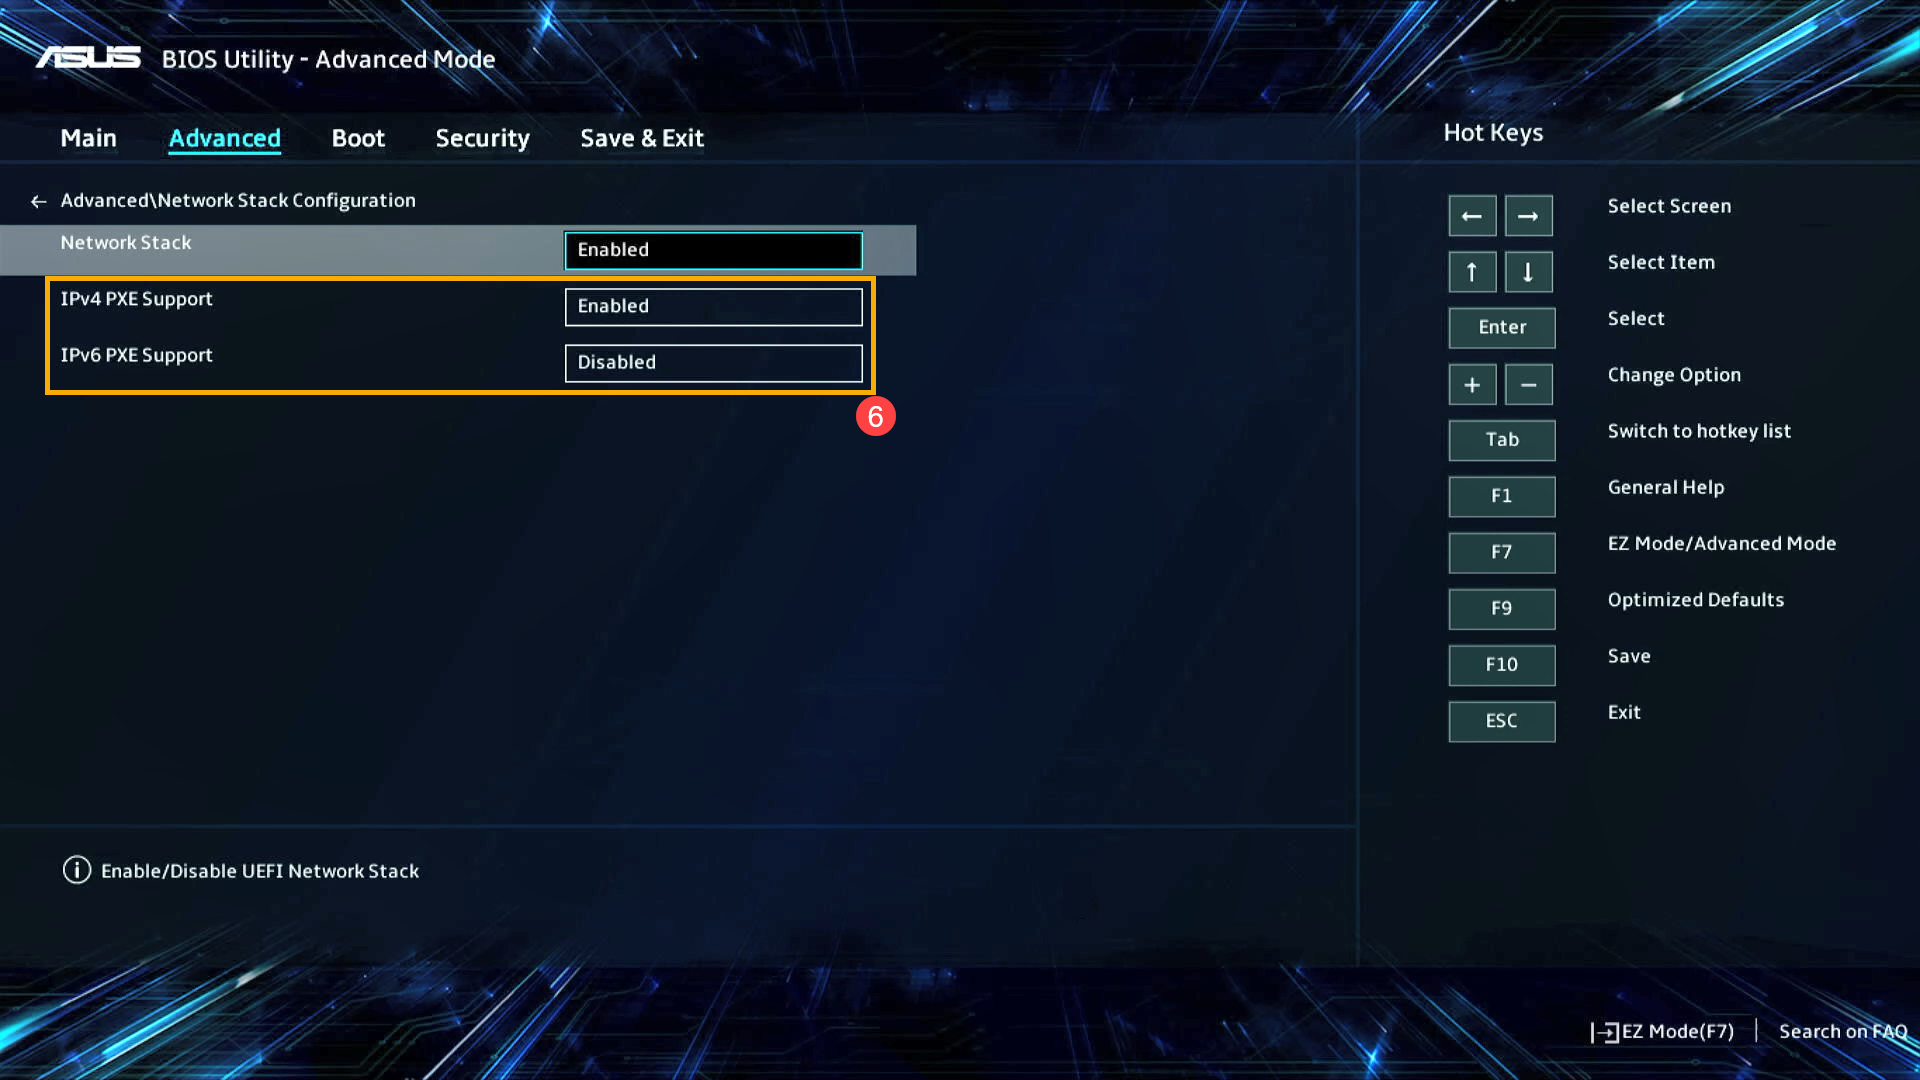 ASUS BIOS Utility - Advanced Mode
Main Advanced Boot Security Save & Exit
← Advanced\Network Stack Configuration
Network Stack Enabled
IPv4 PXE Support Enabled
IPv6 PXE Support Disabled
6
i Enable/Disable UEFI Network Stack
Hot Keys
← → Select Screen
↑ ↓ Select Item
Enter Select
+ − Change Option
Tab Switch to hotkey list
F1 General Help
F7 EZ Mode/Advanced Mode
F9 Optimized Defaults
F10 Save
ESC Exit
EZ Mode(F7) | Search on FAQ